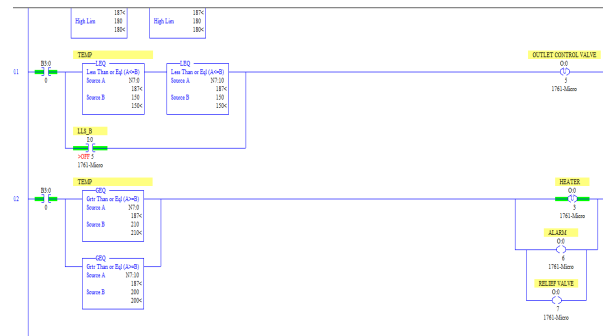 187< 187<
High Lim 180 High Lim 180
180< 180<
TEMP OUTLET CONTROL VALVE
B3:0 LEQ LEQ O:0
11 Less Than or Eql (A<=B) Less Than or Eql (A<=B) U
0 Source A N7:0 Source A N7:10 5
187< 187< 1761-Micro
Source B 150 Source B 150
150< 150<
LLS_B
I:0
>OFF 5
1761-Micro
TEMP HEATER
B3:0 GEQ O:0
12 Grtr Than or Eql (A>=B) U
0 Source A N7:0 3
187< 1761-Micro
Source B 210
210< ALARM
O:0
GEQ
Grtr Than or Eql (A>=B) 6
Source A N7:10 1761-Micro
187<
Source B 200 RELIEF VALVE
200< O:0
7
1761-Micro